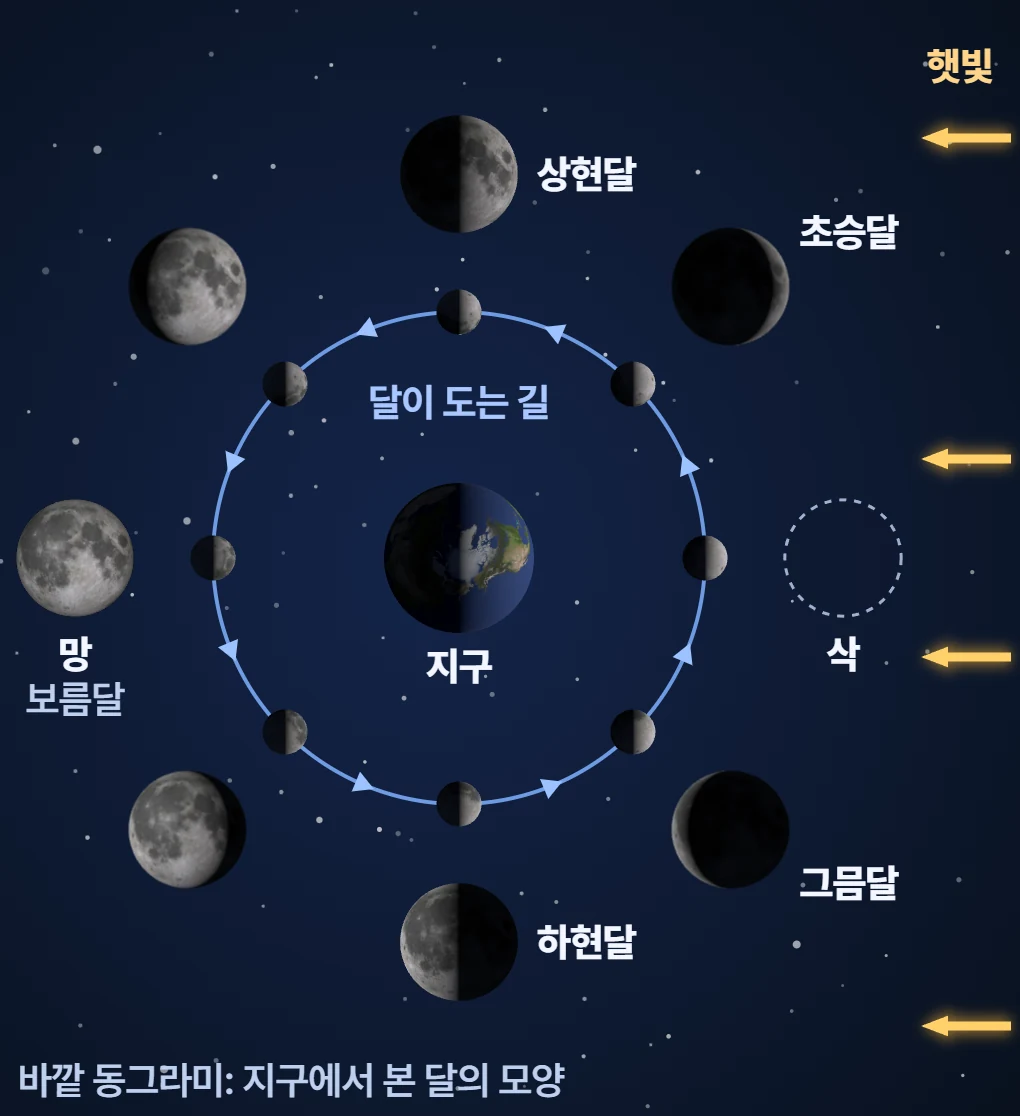 햇빛
상현달
초승달
달이 도는 길
지구
망
보름달
삭
그믐달
하현달
바깥 동그라미: 지구에서 본 달의 모양